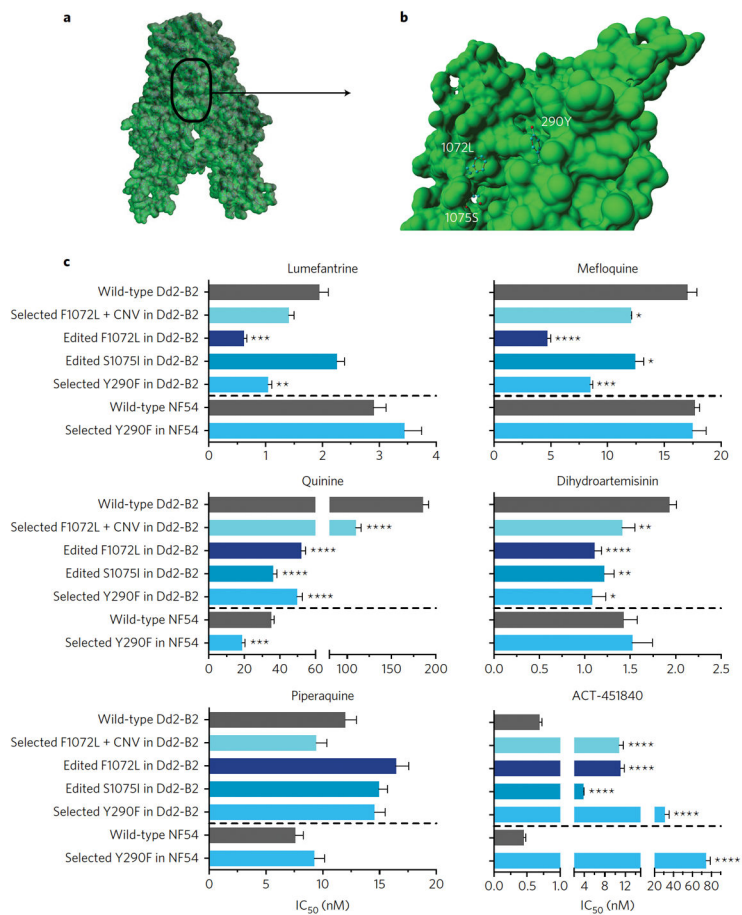 a
b
290Y
1072L
1075S
c
Lumefantrine
Wild-type Dd2-B2
Selected F1072L + CNV in Dd2-B2
Edited F1072L in Dd2-B2
***
Edited S1075I in Dd2-B2
Selected Y290F in Dd2-B2
**
Wild-type NF54
Selected Y290F in NF54
0 1 2 3 4
Mefloquine
*
****
*
***
0 5 10 15 20
Quinine
Wild-type Dd2-B2
Selected F1072L + CNV in Dd2-B2
****
Edited F1072L in Dd2-B2
****
Edited S1075I in Dd2-B2
****
Selected Y290F in Dd2-B2
****
Wild-type NF54
Selected Y290F in NF54
***
0 20 40 60 100 150 200
Dihydroartemisinin
**
****
**
*
0.0 0.5 1.0 1.5 2.0 2.5
Piperaquine
Wild-type Dd2-B2
Selected F1072L + CNV in Dd2-B2
Edited F1072L in Dd2-B2
Edited S1075I in Dd2-B2
Selected Y290F in Dd2-B2
Wild-type NF54
Selected Y290F in NF54
0 5 10 15 20
IC50 (nM)
ACT-451840
****
****
****
****
****
0.0 0.5 1.0 4 8 12 20 40 60 80
IC50 (nM)